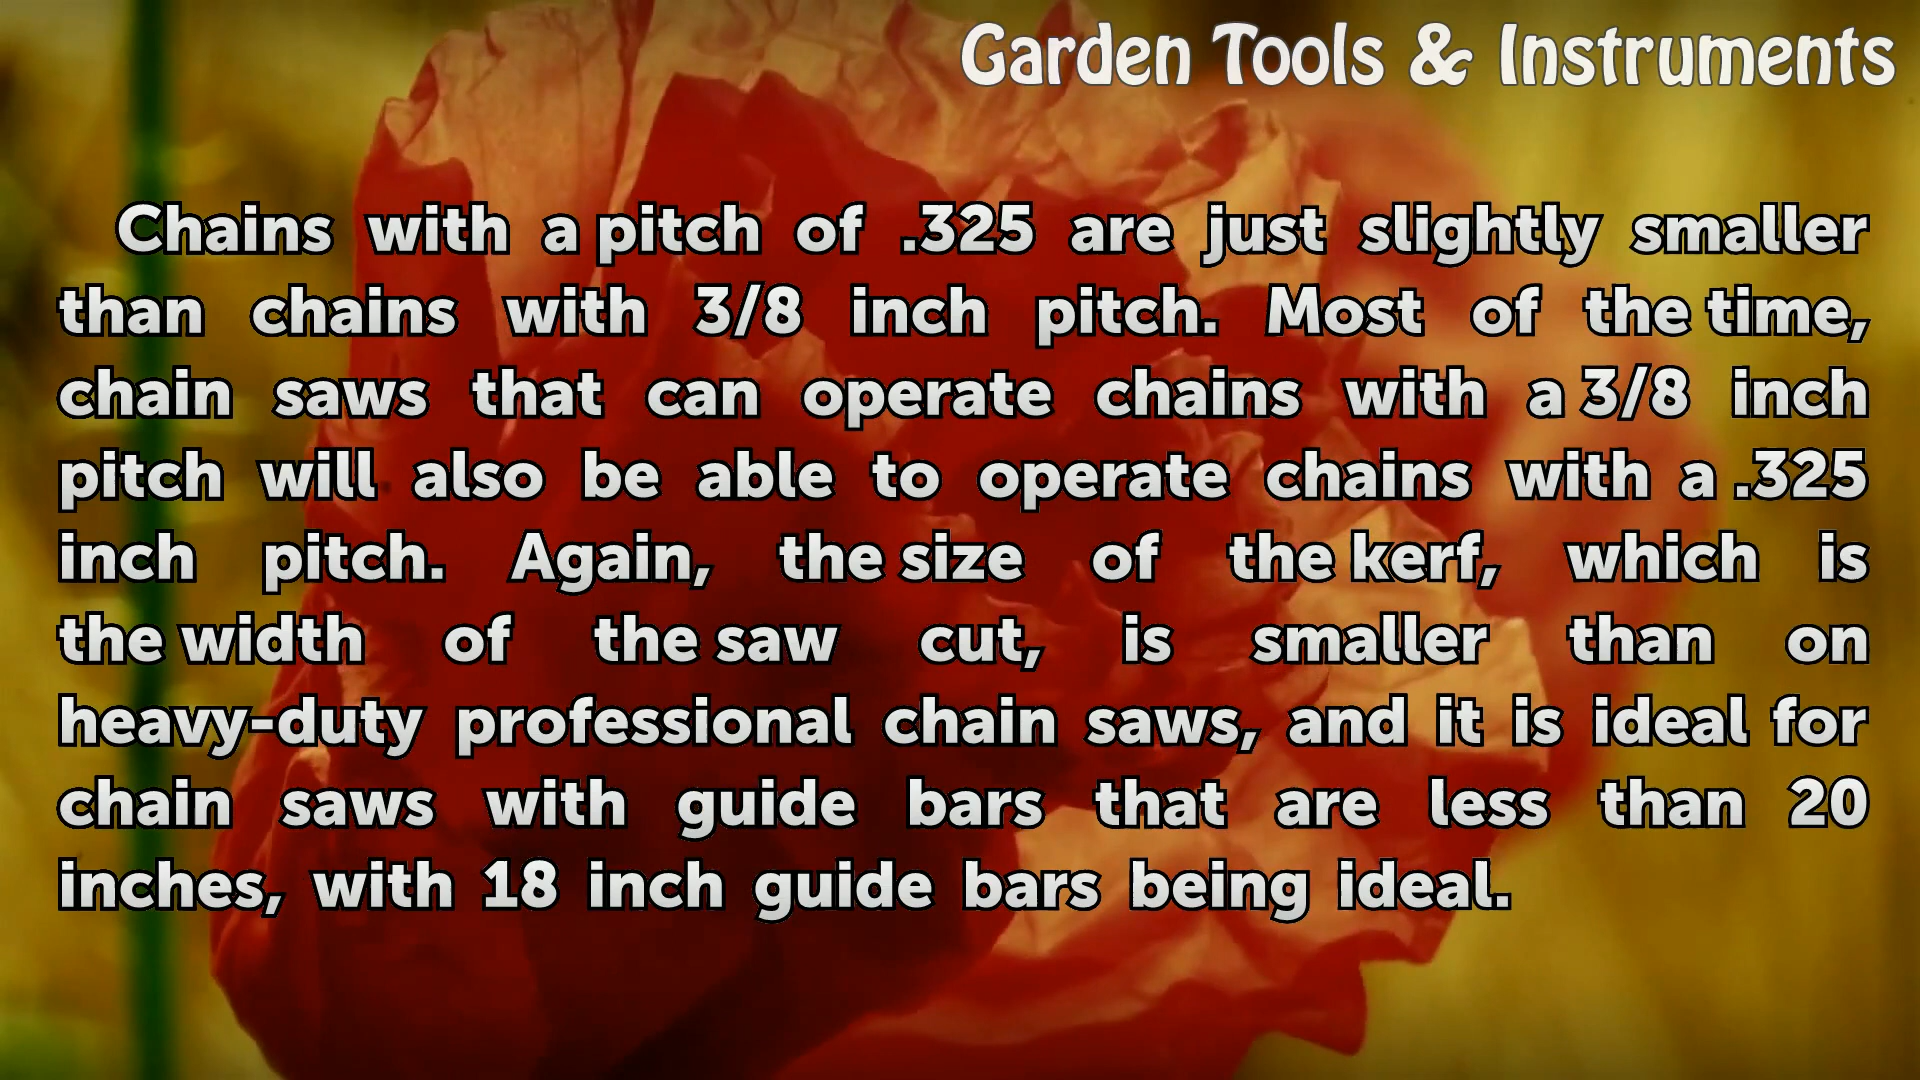 Garden Tools & Instruments
Chains with a pitch of .325 are just slightly smaller
than chains with 3/8 inch pitch. Most of the time,
chain saws that can operate chains with a 3/8 inch
pitch will also be able to operate chains with a .325
inch pitch. Again, the size of the kerf, which is
the width of the saw cut, is smaller than on
heavy-duty professional chain saws, and it is ideal for
chain saws with guide bars that are less than 20
inches, with 18 inch guide bars being ideal.